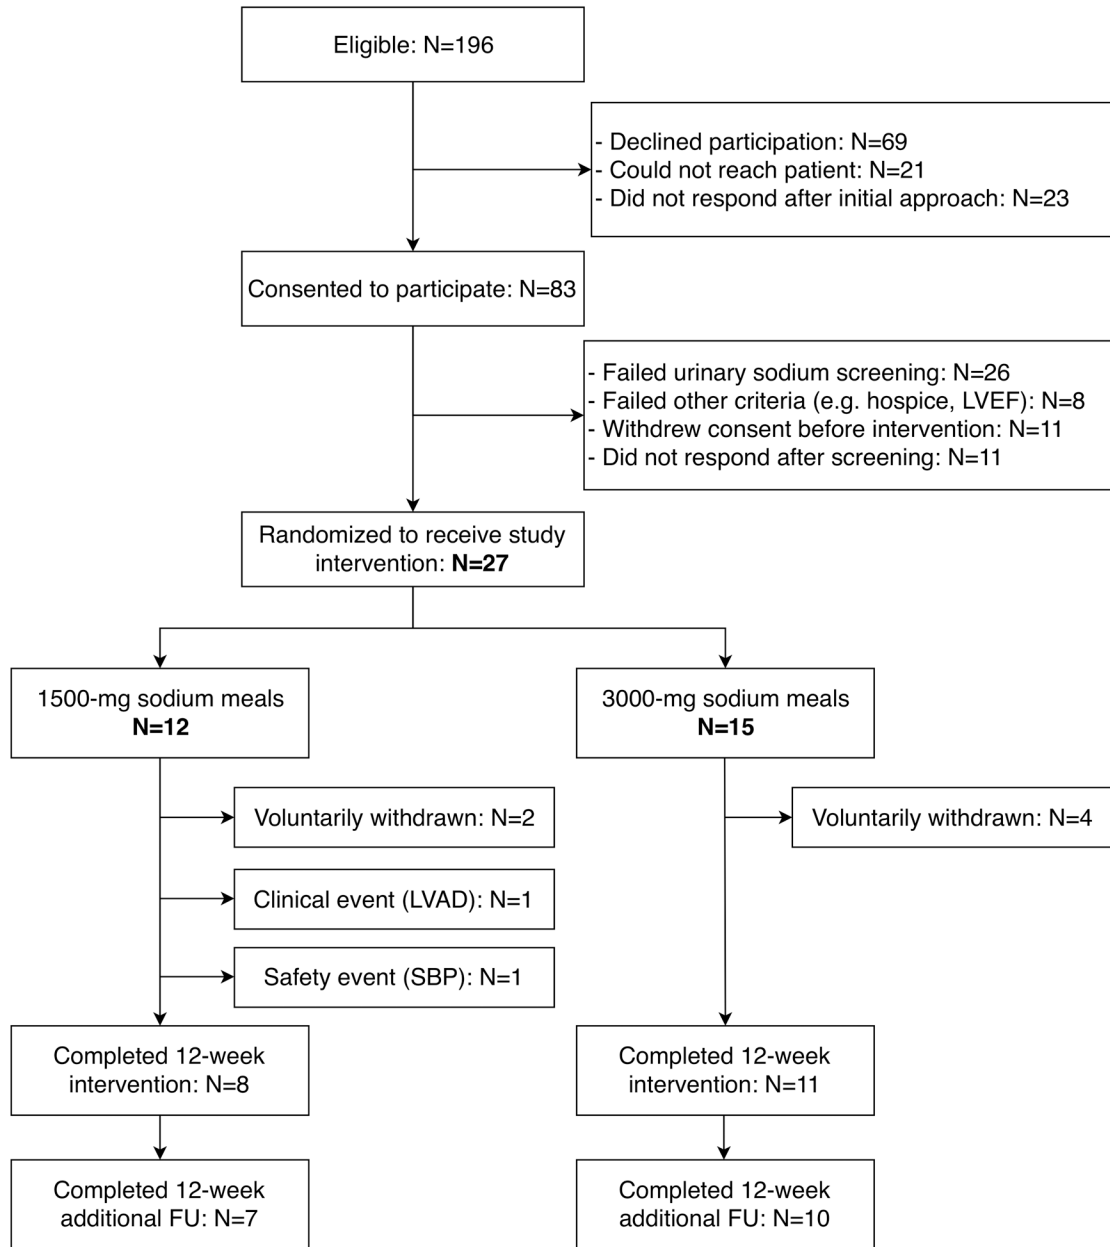 Eligible: N=196
- Declined participation: N=69
- Could not reach patient: N=21
- Did not respond after initial approach: N=23
Consented to participate: N=83
- Failed urinary sodium screening: N=26
- Failed other criteria (e.g. hospice, LVEF): N=8
- Withdrew consent before intervention: N=11
- Did not respond after screening: N=11
Randomized to receive study
intervention: N=27
1500-mg sodium meals
N=12
3000-mg sodium meals
N=15
Voluntarily withdrawn: N=2
Voluntarily withdrawn: N=4
Clinical event (LVAD): N=1
Safety event (SBP): N=1
Completed 12-week
intervention: N=8
Completed 12-week
intervention: N=11
Completed 12-week
additional FU: N=7
Completed 12-week
additional FU: N=10